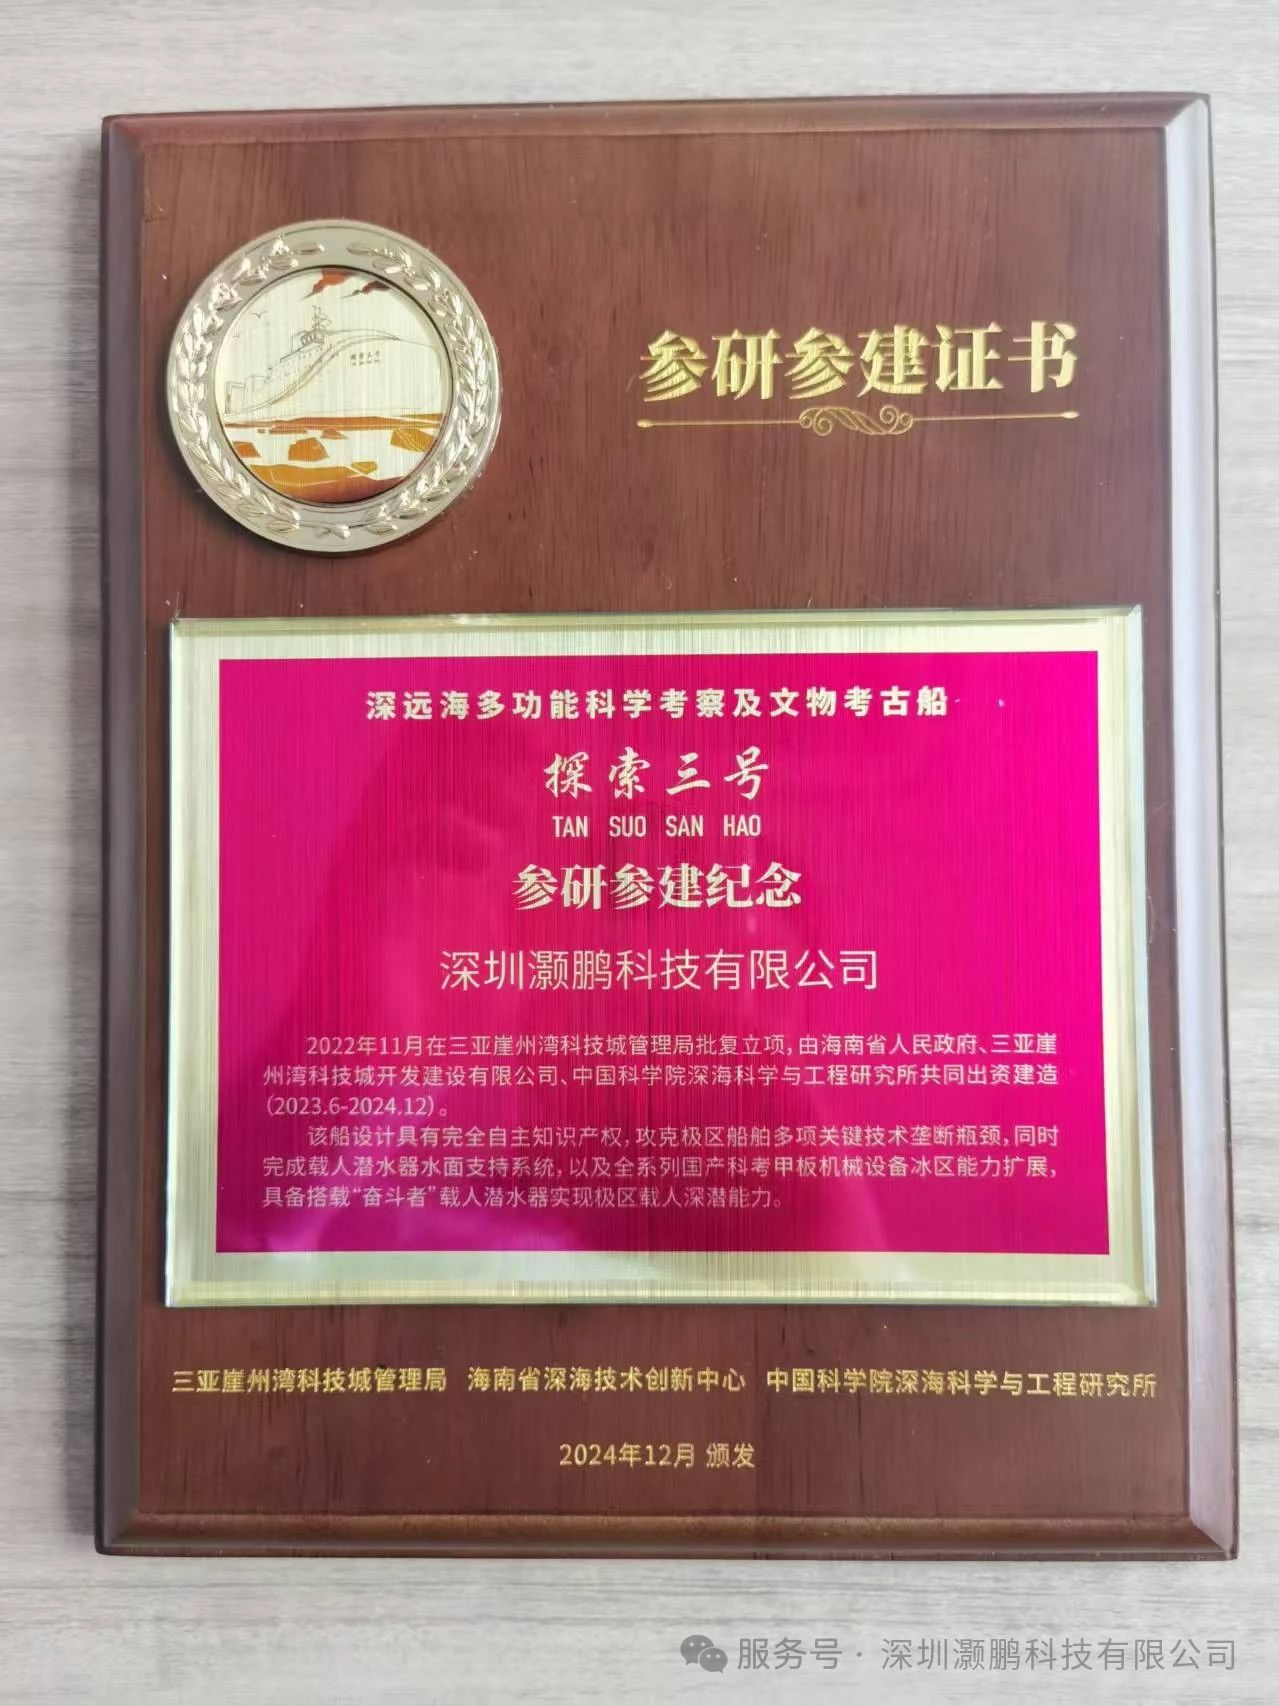 参研参建证书
深远海多功能科学考察及文物考古船
探索三号
TAN SUO SAN HAO
参研参建纪念
深圳灏鹏科技有限公司
2022年11月在三亚崖州湾科技城管理局批复立项，由海南省人民政府、三亚崖
州湾科技城开发建设有限公司、中国科学院深海科学与工程研究所共同出资建造
（2023.6-2024.12）。
该船设计具有完全自主知识产权，攻克极区船舶多项关键技术垄断瓶颈，同时
完成载人潜水器水面支持系统，以及全系列国产科考甲板机械设备冰区能力扩展，
具备搭载“奋斗者”载人潜水器实现极区载人深潜能力。
三亚崖州湾科技城管理局 海南省深海技术创新中心 中国科学院深海科学与工程研究所
2024年12月 颁发
服务号 · 深圳灏鹏科技有限公司